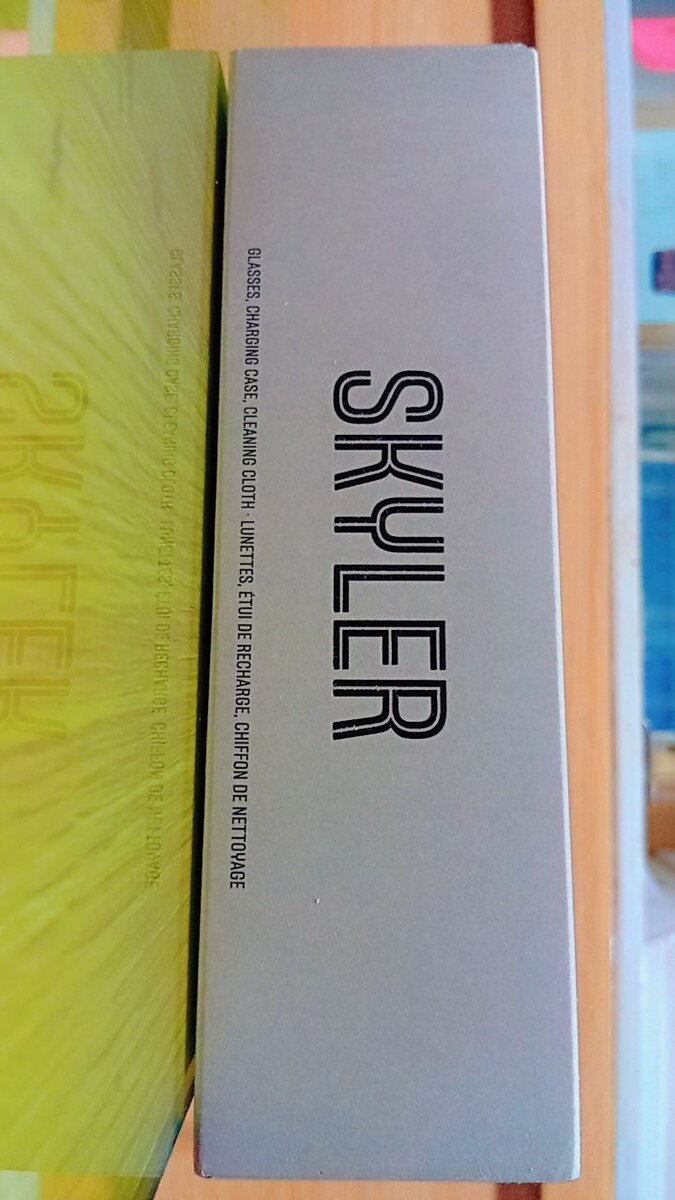 SKYLER
GLASSES, CHARGING CASE, CLEANING CLOTH · LUNETTES, ÉTUI DE RECHARGE, CHIFFON DE NETTOYAGE